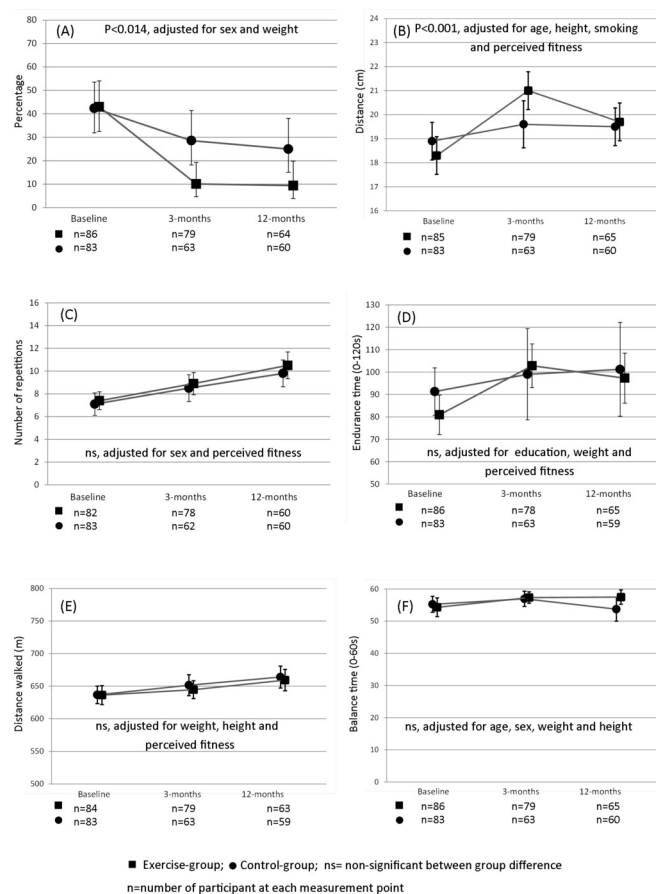 (A)
P<0.014, adjusted for sex and weight
Percentage
80
70
60
50
40
30
20
10
0
Baseline 3-months 12-months
n=86 n=79 n=64
n=83 n=63 n=60
(B)
P<0.001, adjusted for age, height, smoking
and perceived fitness
Distance (cm)
26
25
24
23
22
21
20
19
18
17
16
Baseline 3-months 12-months
n=85 n=79 n=65
n=83 n=63 n=60
(C)
Number of repetitions
16
14
12
10
8
6
4
2
0
ns, adjusted for sex and perceived fitness
Baseline 3-months 12-months
n=82 n=78 n=60
n=83 n=62 n=60
(D)
Endurance time (0-120s)
130
120
110
100
90
80
70
60
50
ns, adjusted for education, weight and
perceived fitness
Baseline 3-months 12-months
n=86 n=78 n=65
n=83 n=63 n=59
(E)
Distance walked (m)
800
750
700
650
600
550
500
ns, adjusted for weight, height and
perceived fitness
Baseline 3-months 12-months
n=84 n=79 n=63
n=83 n=63 n=59
(F)
Balance time (0-60s)
60
50
40
30
20
10
0
ns, adjusted for age, sex, weight and height
Baseline 3-months 12-months
n=86 n=79 n=65
n=83 n=63 n=60
Exercise-group; Control-group; ns= non-significant between group difference
n=number of participant at each measurement point